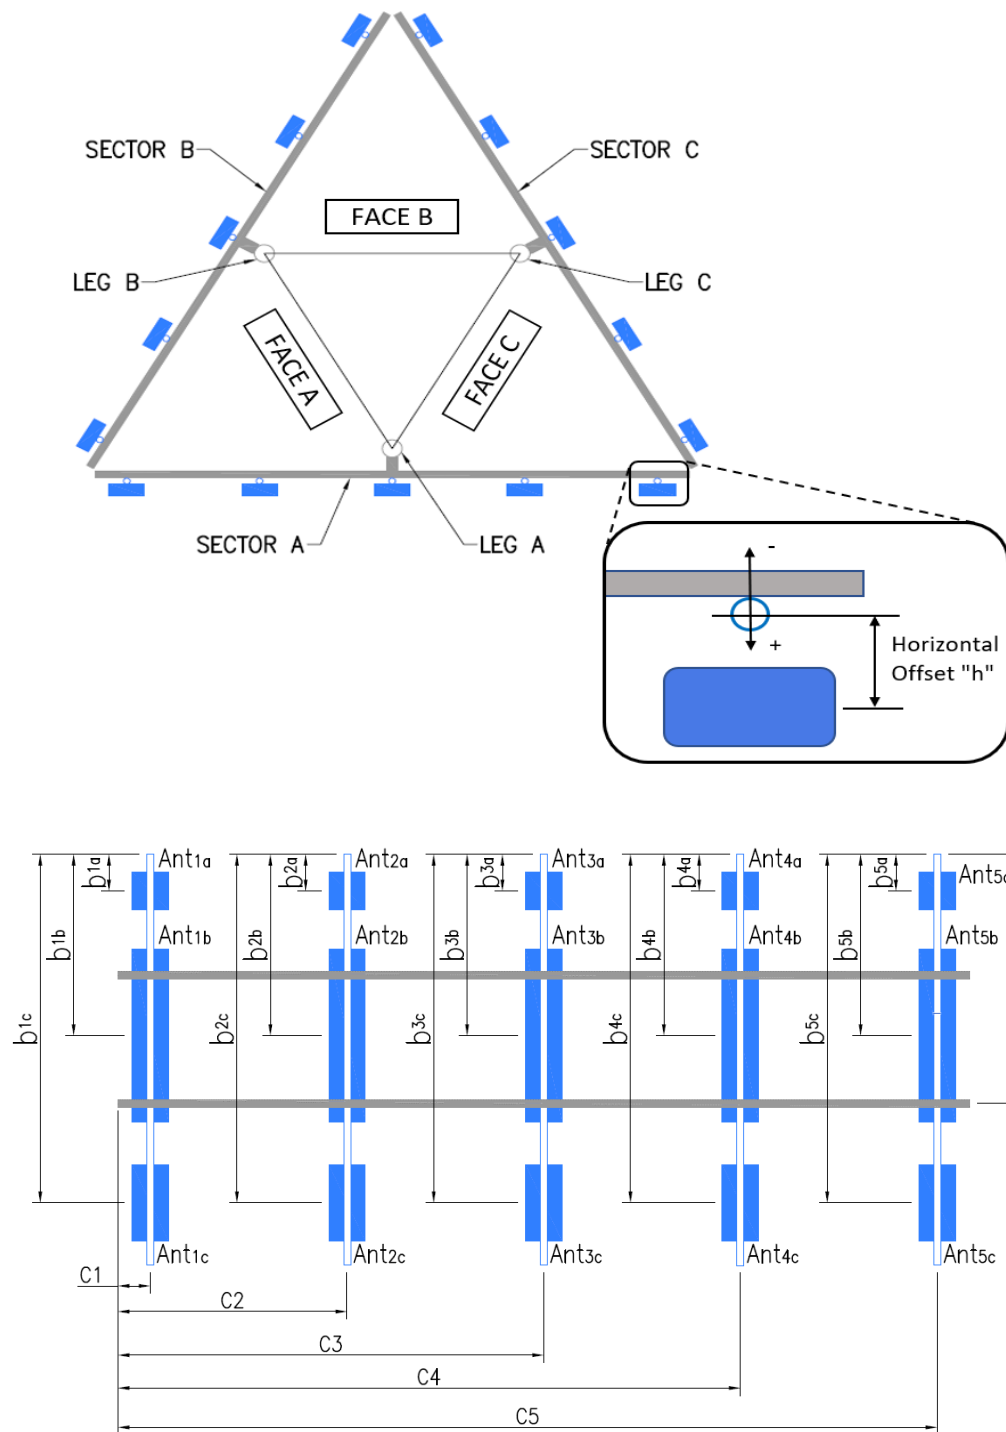 SECTOR B
SECTOR C
FACE B
LEG B
LEG C
FACE A
FACE C
SECTOR A
LEG A
-
+
Horizontal
Offset "h"
Ant1a
Ant2a
Ant3a
Ant4a
Ant5a
b1a
b2a
b3a
b4a
b5a
Ant1b
Ant2b
Ant3b
Ant4b
Ant5b
b1b
b2b
b3b
b4b
b5b
b1c
b2c
b3c
b4c
b5c
Ant1c
Ant2c
Ant3c
Ant4c
Ant5c
C1
C2
C3
C4
C5